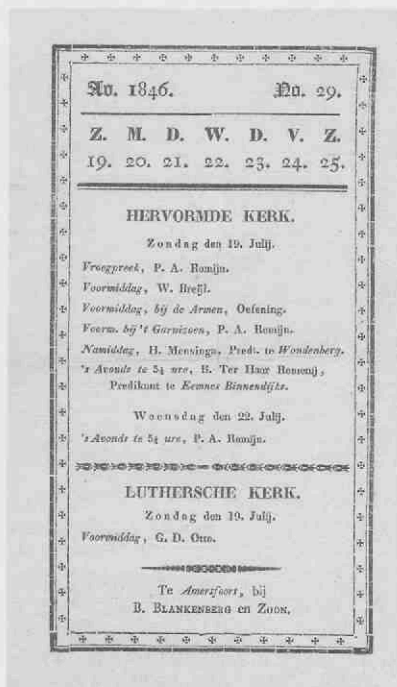 Ao. 1846. No. 29.
Z. M. D. W. D. V. Z.
19. 20. 21. 22. 23. 24. 25.
HERVORMDE KERK.
Zondag den 19. Julij.
Vroegpreek, P. A. Romijn.
Voormiddag, W. Breijl.
Voormiddag, bij de Armen, Oefening.
Voorm. bij 't Garnizoen, P. A. Romijn.
Namiddag, H. Mensinga, Pred. te Woudenberg.
's Avonds te 5½ ure, B. Ter Haar Romenij,
Predikant te Eemnes Binnendijks.
Woensdag den 22. Julij.
's Avonds te 5½ ure, P. A. Romijn.
LUTHERSCHE KERK.
Zondag den 19. Julij.
Voormiddag, G. D. Otto.
Te Amersfoort, bij
B. BLANKENBERG en ZOON.